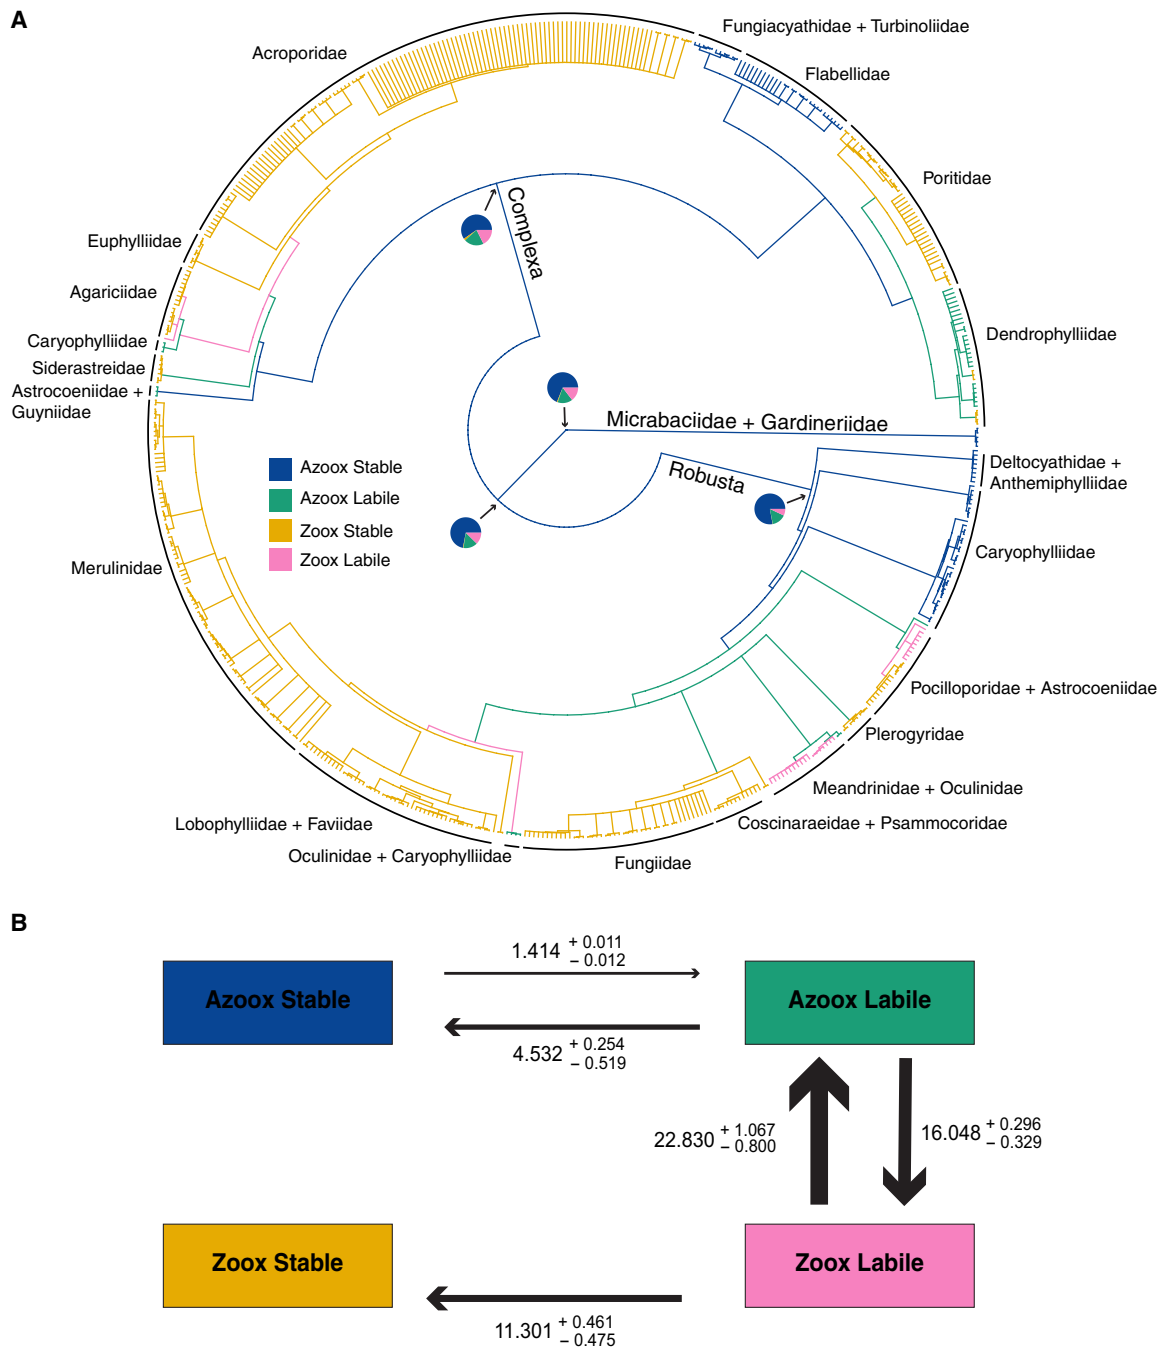 A
Fungiacyathidae + Turbinoliidae
Acroporidae
Flabellidae
Poritidae
Complexa
Euphylliidae
Agariciidae
Dendrophylliidae
Caryophylliidae
Siderastreidae
Astrocoeniidae +
Guyniidae
Micrabaciidae + Gardineriidae
Robusta
Deltocyathidae +
Anthemiphylliidae
Azoox Stable
Azoox Labile
Zoox Stable
Zoox Labile
Caryophylliidae
Merulinidae
Pocilloporidae + Astrocoeniidae
Plerogyridae
Meandrinidae + Oculinidae
Coscinaraeidae + Psammocoridae
Lobophylliidae + Faviidae
Oculinidae + Caryophylliidae
Fungiidae
B
1.414 + 0.011
– 0.012
Azoox Stable
Azoox Labile
4.532 + 0.254
– 0.519
22.830 + 1.067
– 0.800
16.048 + 0.296
– 0.329
Zoox Stable
Zoox Labile
11.301 + 0.461
– 0.475